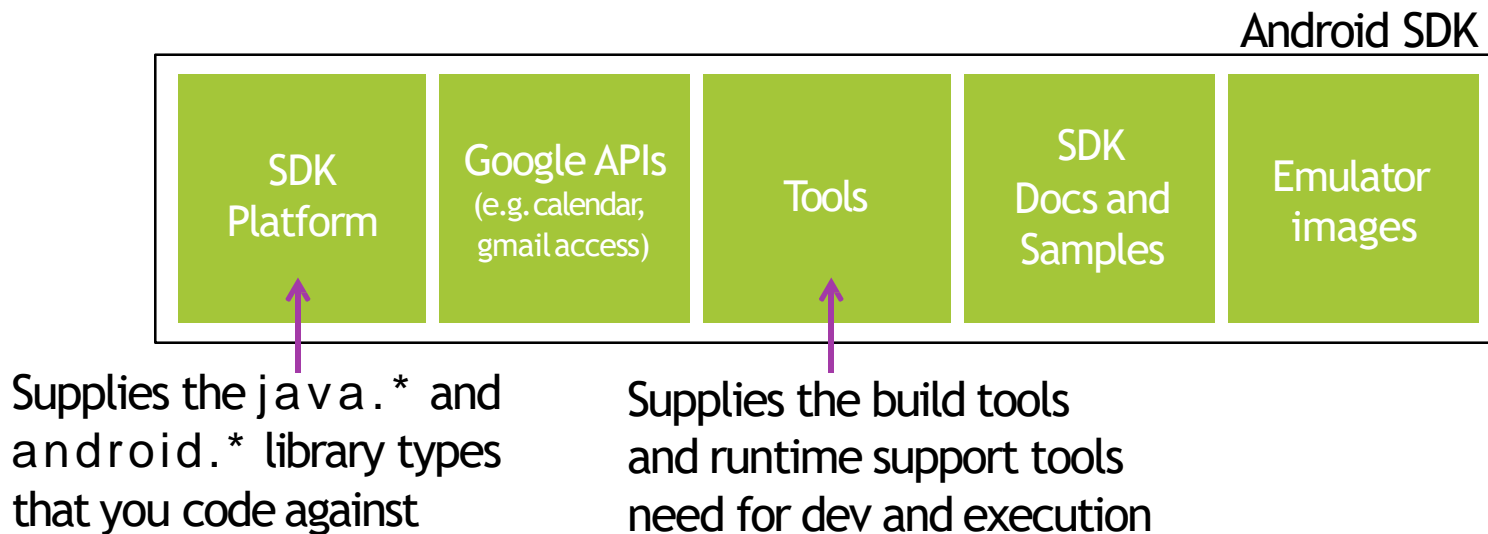 Android SDK
SDK
Platform
Google APIs
(e.g. calendar,
gmail access)
Tools
SDK
Docs and
Samples
Emulator
images
Supplies the java.* and
android.* library types
that you code against
Supplies the build tools
and runtime support tools
need for dev and execution